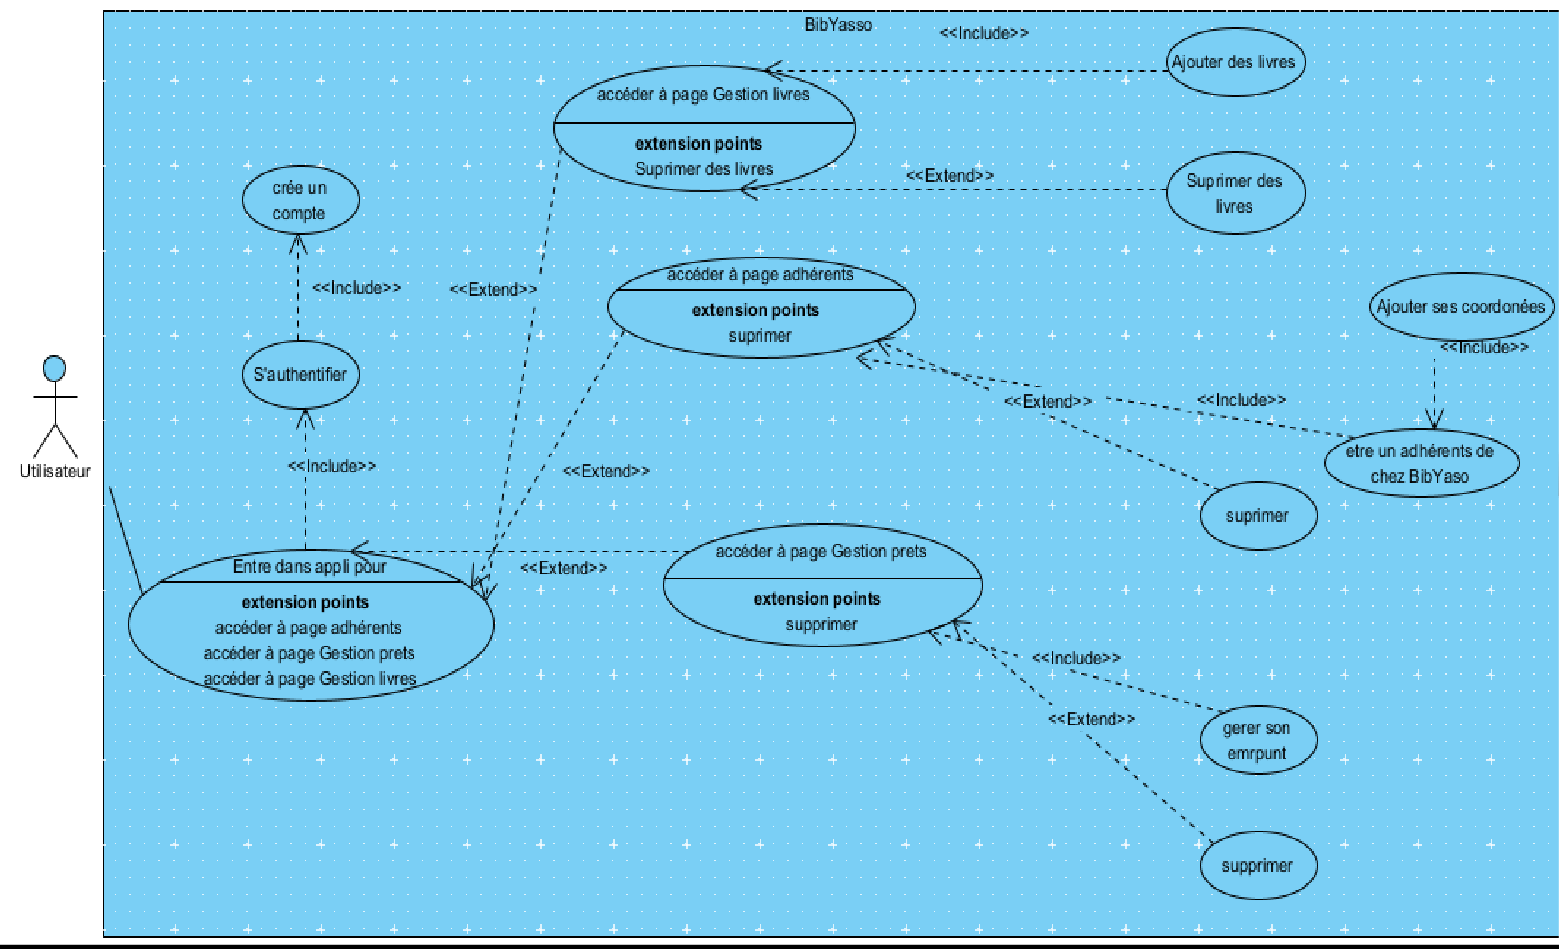 BibYasso
<<Include>>
Ajouter des livres
accéder à page Gestion livres
extension points
Suprimer des livres
<<Extend>>
Suprimer des
livres
crée un
compte
<<Include>>
<<Extend>>
accéder à page adhérents
extension points
suprimer
Ajouter ses coordonées
<<Include>>
S'authentifier
<<Extend>>
<<Include>>
etre un adhérents de
chez BibYaso
Utilisateur
<<Include>>
<<Extend>>
suprimer
accéder à page Gestion prets
extension points
supprimer
<<Extend>>
Entre dans appli pour
extension points
accéder à page adhérents
accéder à page Gestion prets
accéder à page Gestion livres
<<Include>>
<<Extend>>
gerer son
emrpunt
supprimer